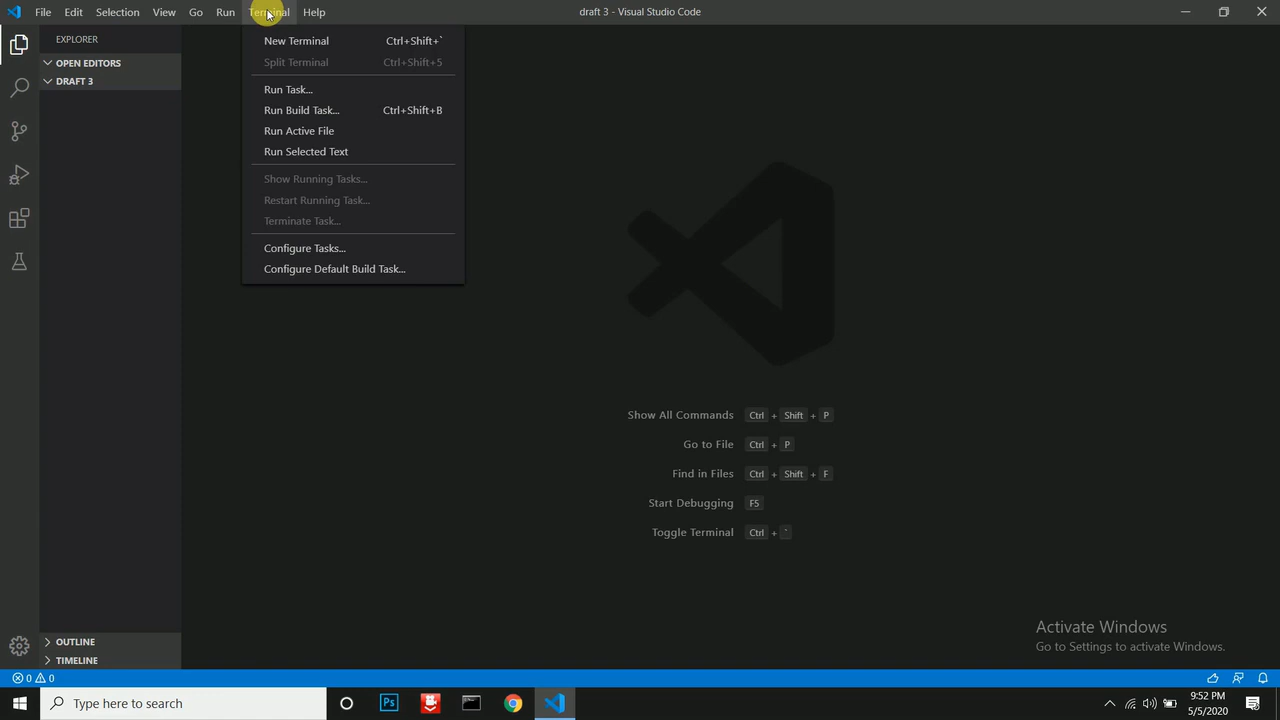 File Edit Selection View Go Run Terminal Help
draft 3 - Visual Studio Code
EXPLORER
OPEN EDITORS
DRAFT 3
New Terminal Ctrl+Shift+`
Split Terminal Ctrl+Shift+5
Run Task...
Run Build Task... Ctrl+Shift+B
Run Active File
Run Selected Text
Show Running Tasks...
Restart Running Task...
Terminate Task...
Configure Tasks...
Configure Default Build Task...
Show All Commands Ctrl + Shift + P
Go to File Ctrl + P
Find in Files Ctrl + Shift + F
Start Debugging F5
Toggle Terminal Ctrl + `
Activate Windows
Go to Settings to activate Windows.
OUTLINE
TIMELINE
0 0
Type here to search
Ps
9:52 PM
5/5/2020